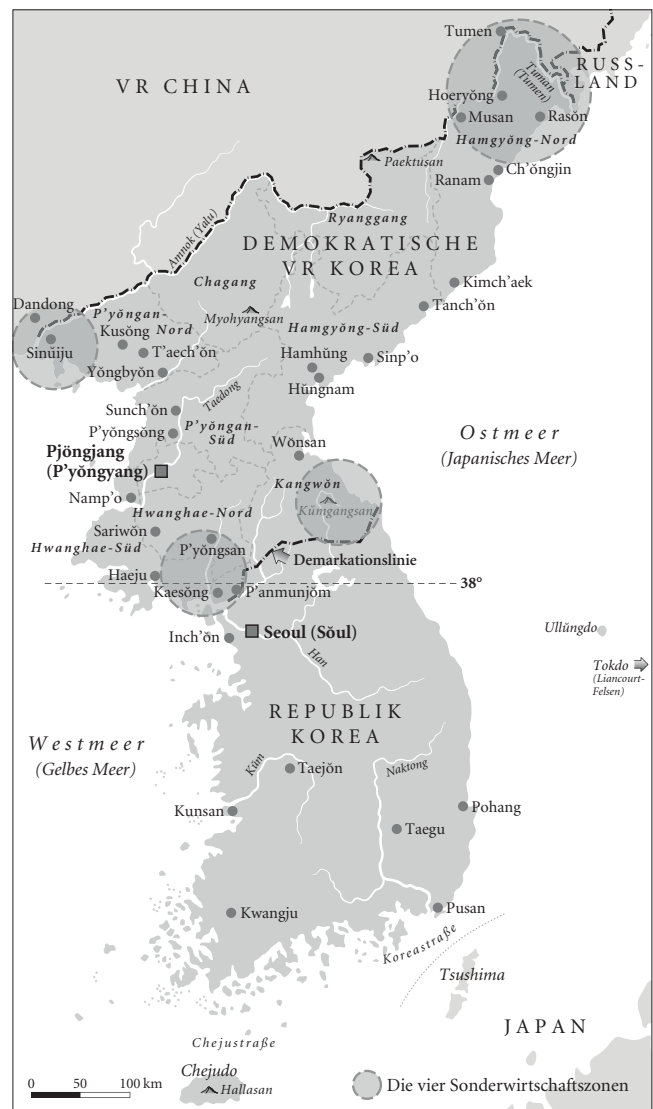 Tumen
VR CHINA
RUSS-
LAND
Tuman
(Tumen)
Hoeryŏng
Musan
Rasŏn
Hamgyŏng-Nord
Paektusan
Ch'ŏngjin
Ranam
Amnok (Yalu)
Ryanggang
DEMOKRATISCHE
VR KOREA
Chagang
Kimch'aek
Tanch'ŏn
Dandong
P'yŏngan-
Nord
Myohyangsan
Hamgyŏng-Süd
Kusŏng
Sinŭiju
T'aech'ŏn
Hamhŭng
Sinp'o
Yŏngbyŏn
Hŭngnam
Taedong
Sunch'ŏn
P'yŏngsŏng
P'yŏngan-
Süd
Ostmeer
(Japanisches Meer)
Wŏnsan
Pjöngjang
(P'yŏngyang)
Kangwŏn
Namp'o
Kŭmgangsan
Hwanghae-Nord
Sariwŏn
Hwanghae-Süd
P'yŏngsan
Demarkationslinie
Haeju
38°
Kaesŏng
P'anmunjŏm
Inch'ŏn
Seoul (Sŏul)
Ullŭngdo
Han
Tokdo
(Liancourt-
Felsen)
REPUBLIK
KOREA
Westmeer
(Gelbes Meer)
Kŭm
Taejŏn
Naktong
Kunsan
Pohang
Taegu
Kwangju
Pusan
Koreastraße
Tsushima
JAPAN
Chejustraße
Chejudo
Hallasan
0 50 100 km
Die vier Sonderwirtschaftszonen